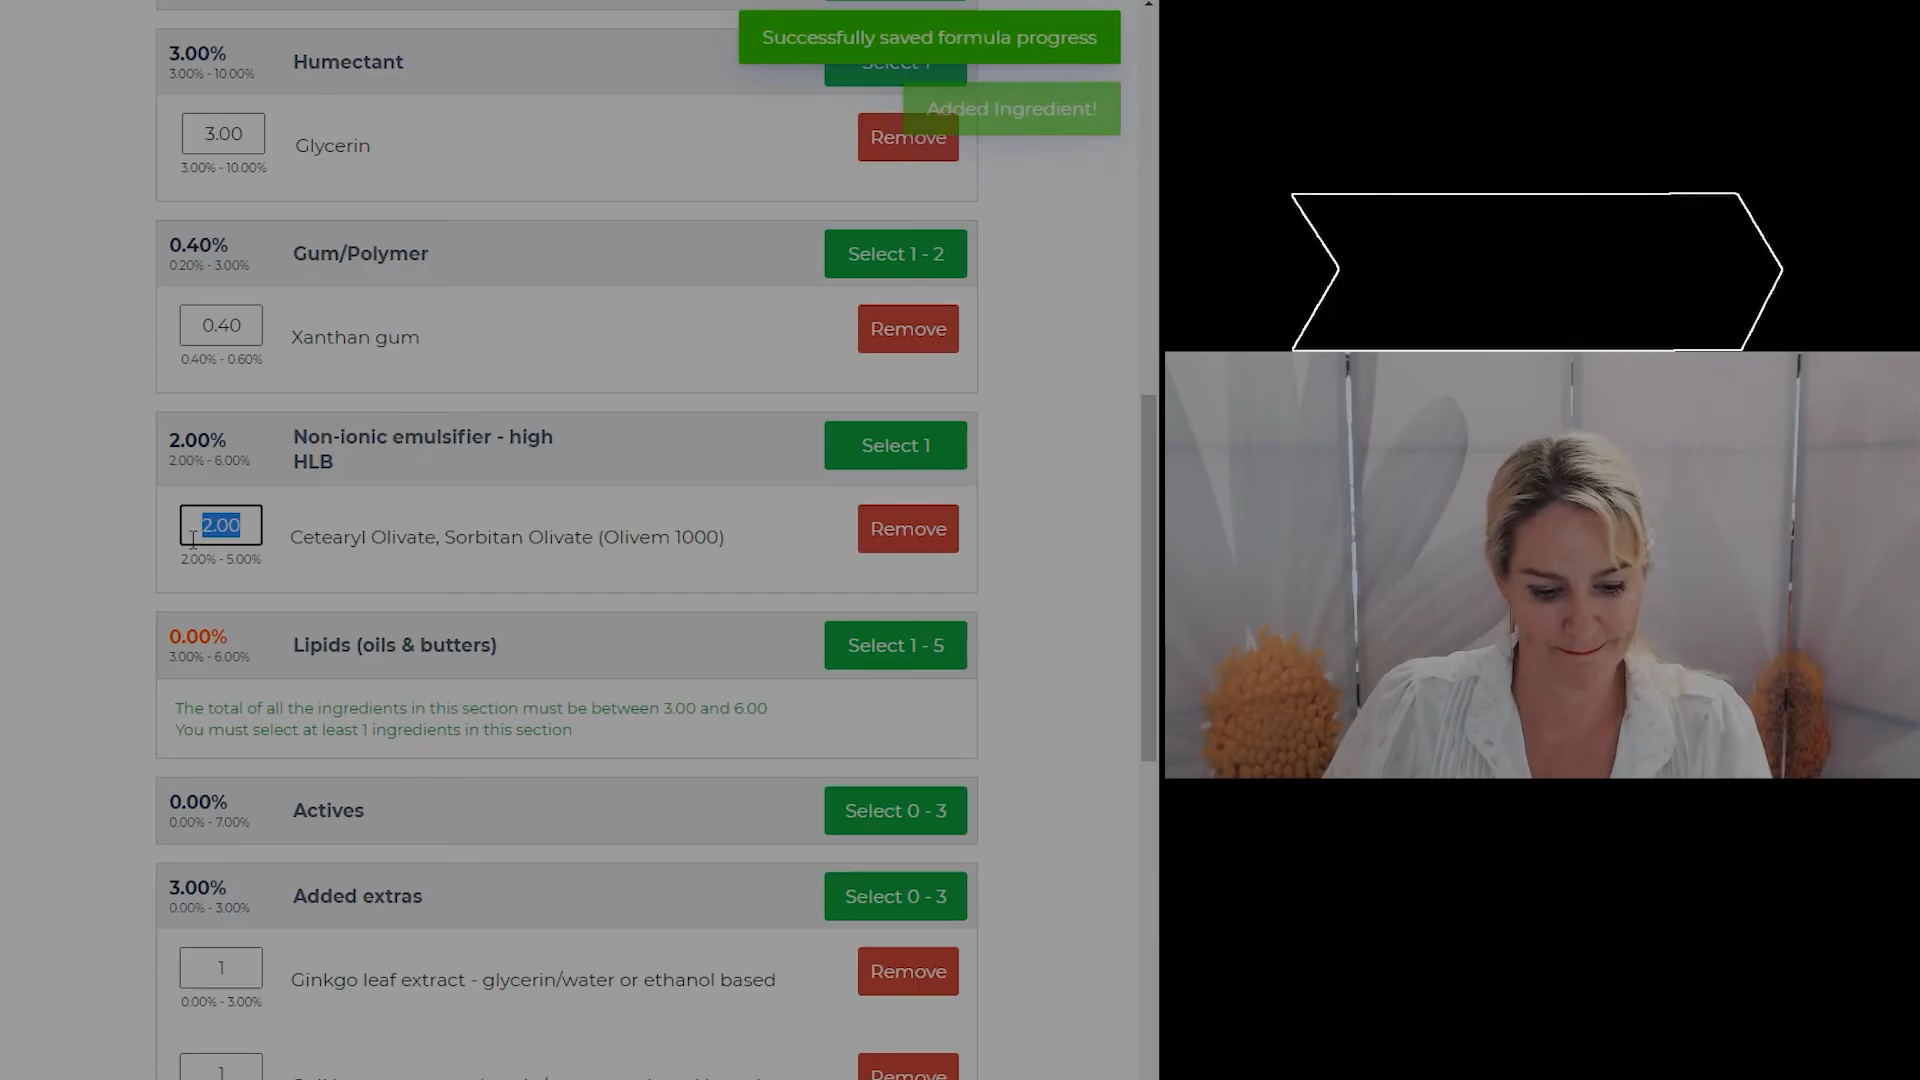 Successfully saved formula progress
Added Ingredient!
3.00%
3.00% - 10.00%
Humectant
Select 1
3.00
3.00% - 10.00%
Glycerin
Remove
0.40%
0.20% - 3.00%
Gum/Polymer
Select 1 - 2
0.40
0.40% - 0.60%
Xanthan gum
Remove
2.00%
2.00% - 6.00%
Non-ionic emulsifier - high
HLB
Select 1
2.00
2.00% - 5.00%
Cetearyl Olivate, Sorbitan Olivate (Olivem 1000)
Remove
0.00%
3.00% - 6.00%
Lipids (oils & butters)
Select 1 - 5
The total of all the ingredients in this section must be between 3.00 and 6.00
You must select at least 1 ingredients in this section
0.00%
0.00% - 7.00%
Actives
Select 0 - 3
3.00%
0.00% - 3.00%
Added extras
Select 0 - 3
1
0.00% - 3.00%
Ginkgo leaf extract - glycerin/water or ethanol based
Remove
1
Remove